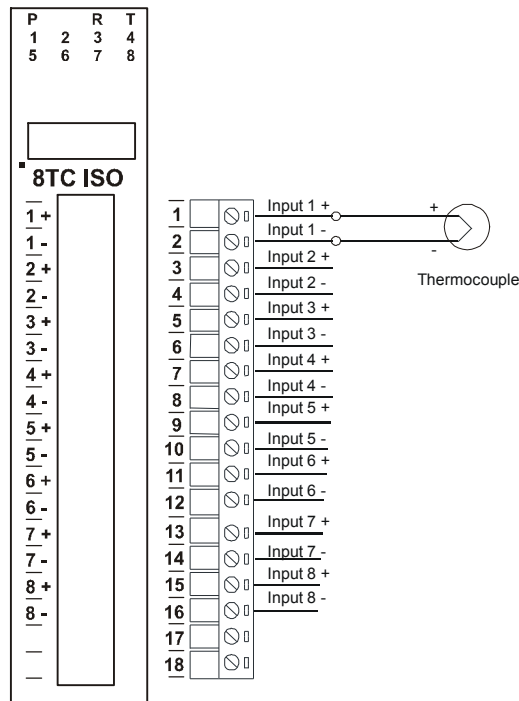 P R T
1 2 3 4
5 6 7 8
8TC ISO
1 +
1 -
2 +
2 -
3 +
3 -
4 +
4 -
5 +
5 -
6 +
6 -
7 +
7 -
8 +
8 -
1 Input 1 + +
2 Input 1 - -
3 Input 2 +
4 Input 2 -
5 Input 3 +
6 Input 3 -
7 Input 4 +
8 Input 4 -
9 Input 5 +
10 Input 5 -
11 Input 6 +
12 Input 6 -
13 Input 7 +
14 Input 7 -
15 Input 8 +
16 Input 8 -
17
18
Thermocouple